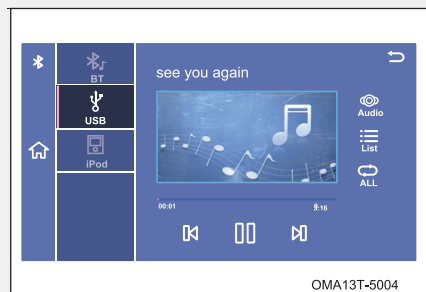 BT
see you again
USB
Audio
List
iPod
ALL
00:01
3:16
OMA13T-5004